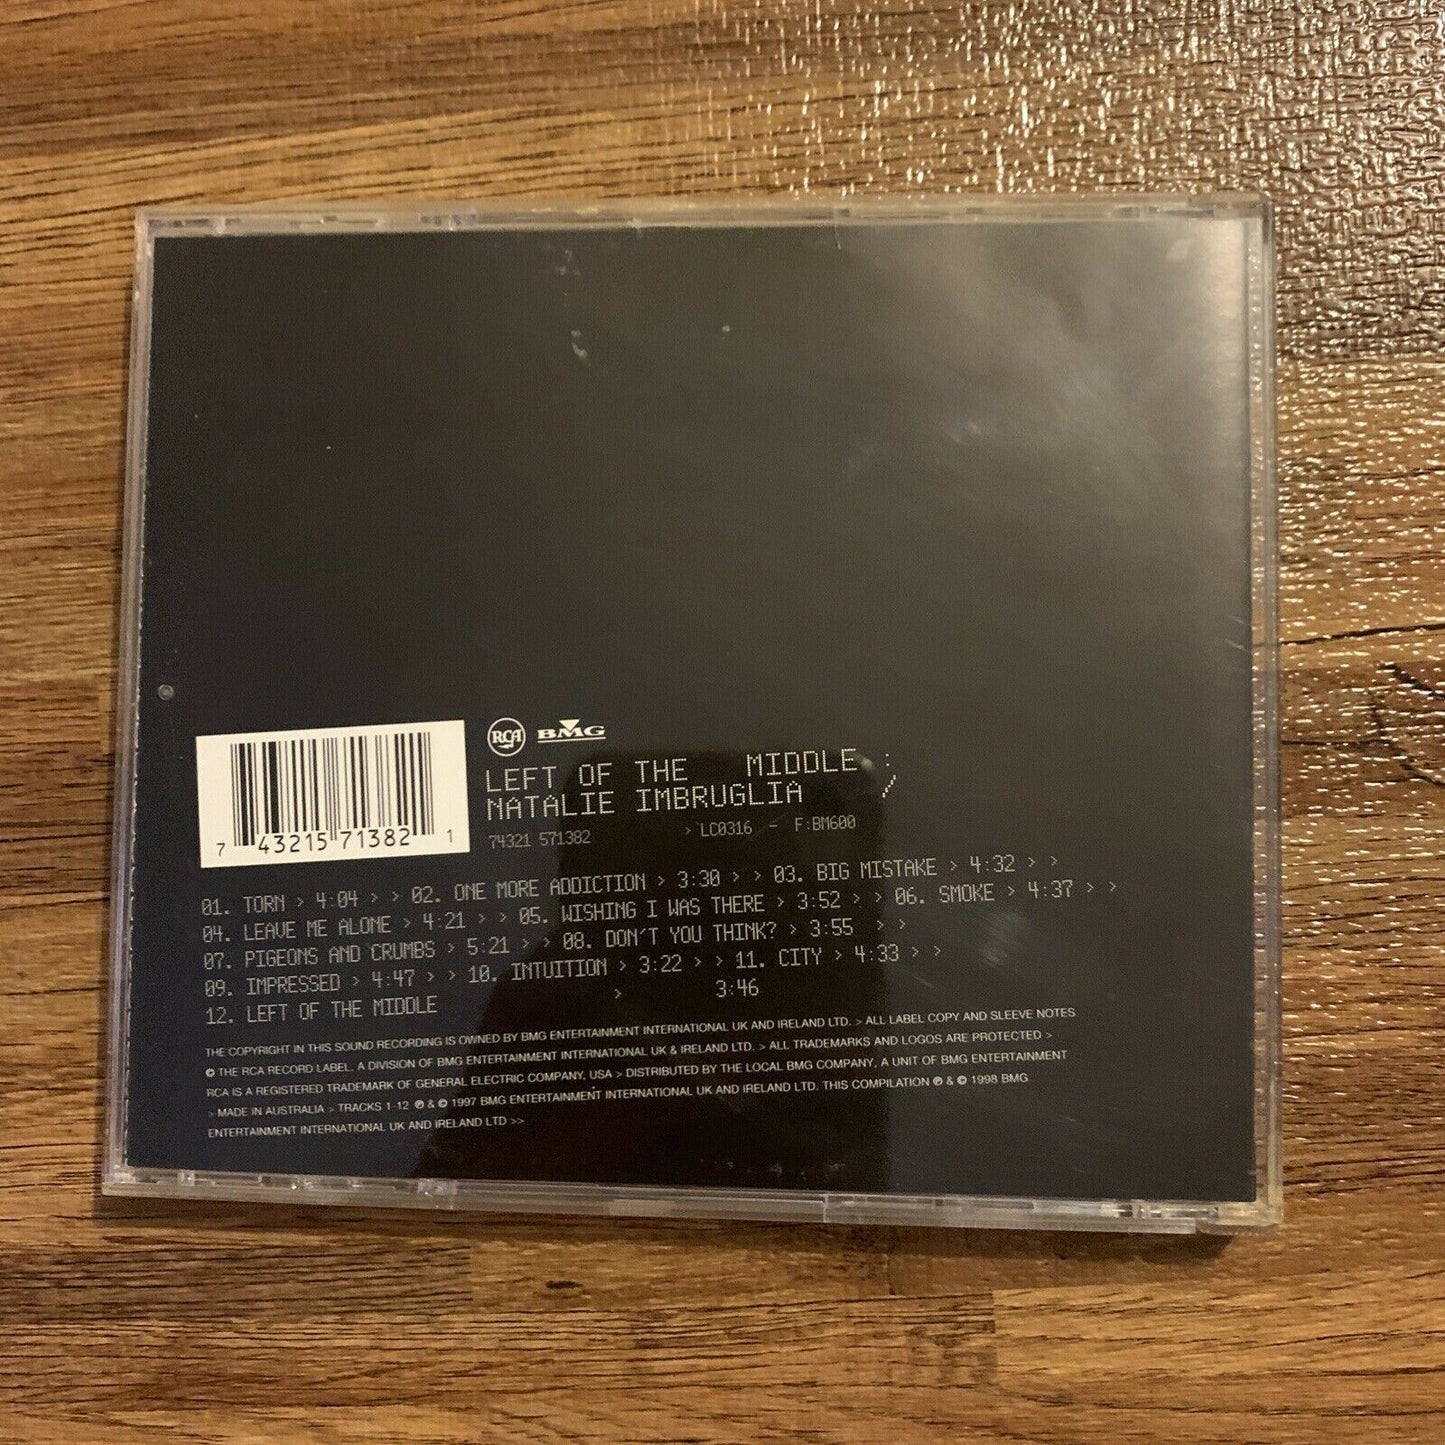 RCA BMG
LEFT OF THE MIDDLE :
NATALIE IMBRUGLIA /
74321 571382 > LC0316 - F:BM600
7 43215 71382 1
01. TORN > 4:04 > > 02. ONE MORE ADDICTION > 3:30 > > 03. BIG MISTAKE > 4:32 > >
04. LEAVE ME ALONE > 4:21 > > 05. WISHING I WAS THERE > 3:52 > > 06. SMOKE > 4:37 > >
07. PIGEONS AND CRUMBS > 5:21 > > 08. DON'T YOU THINK? > 3:55 > >
09. IMPRESSED > 4:47 > > 10. INTUITION > 3:22 > > 11. CITY > 4:33 > >
12. LEFT OF THE MIDDLE > 3:46
THE COPYRIGHT IN THIS SOUND RECORDING IS OWNED BY BMG ENTERTAINMENT INTERNATIONAL UK AND IRELAND LTD. > ALL LABEL COPY AND SLEEVE NOTES
© THE RCA RECORD LABEL. A DIVISION OF BMG ENTERTAINMENT INTERNATIONAL UK & IRELAND LTD. > ALL TRADEMARKS AND LOGOS ARE PROTECTED >
RCA IS A REGISTERED TRADEMARK OF GENERAL ELECTRIC COMPANY, USA > DISTRIBUTED BY THE LOCAL BMG COMPANY, A UNIT OF BMG ENTERTAINMENT
> MADE IN AUSTRALIA > TRACKS 1-12 ℗ & © 1997 BMG ENTERTAINMENT INTERNATIONAL UK AND IRELAND LTD. THIS COMPILATION ℗ & © 1998 BMG
ENTERTAINMENT INTERNATIONAL UK AND IRELAND LTD >>